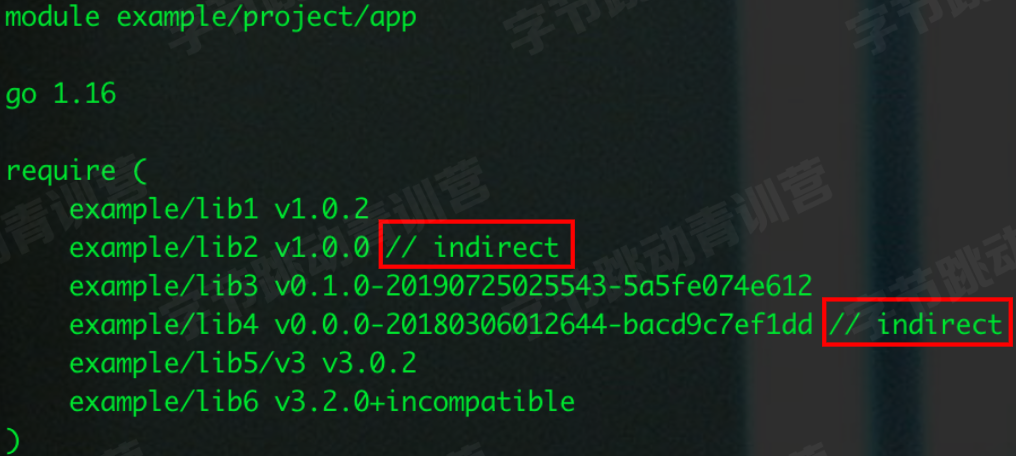 module example/project/app
go 1.16
require (
example/lib1 v1.0.2
example/lib2 v1.0.0 // indirect
example/lib3 v0.1.0-20190725025543-5a5fe074e612
example/lib4 v0.0.0-20180306012644-bacd9c7ef1dd // indirect
example/lib5/v3 v3.0.2
example/lib6 v3.2.0+incompatible
)
字节跳动青训营